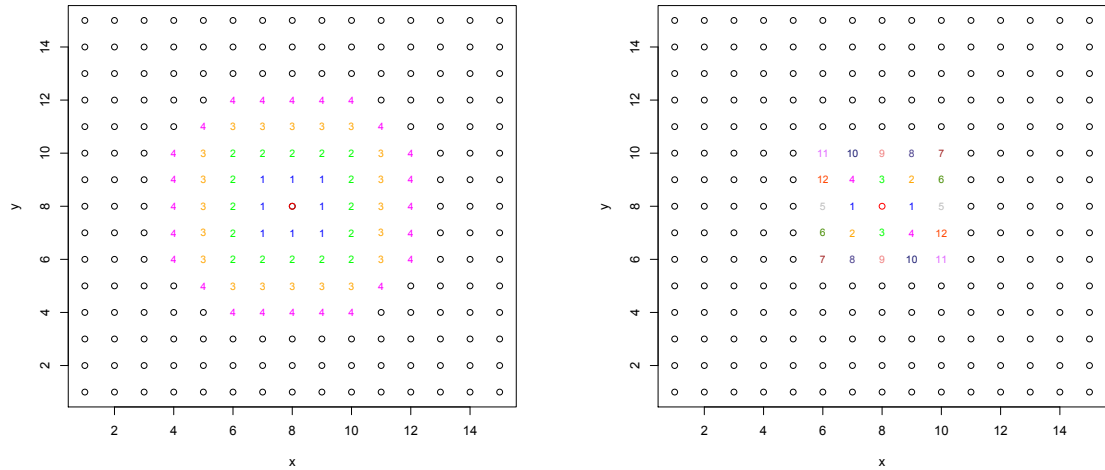 14
12 4 4 4 4 4
4 3 3 3 3 3 4
10 4 3 2 2 2 2 2 3 4
4 3 2 1 1 1 2 3 4
y 8 4 3 2 1 1 2 3 4
4 3 2 1 1 1 2 3 4
6 4 3 2 2 2 2 2 3 4
4 3 3 3 3 3 4
4 4 4 4 4 4
2
2 4 6 8 10 12 14
x
14
12
10 11 10 9 8 7
12 4 3 2 6
y 8 5 1 1 5
6 2 3 4 12
6 7 8 9 10 11
4
2
2 4 6 8 10 12 14
x